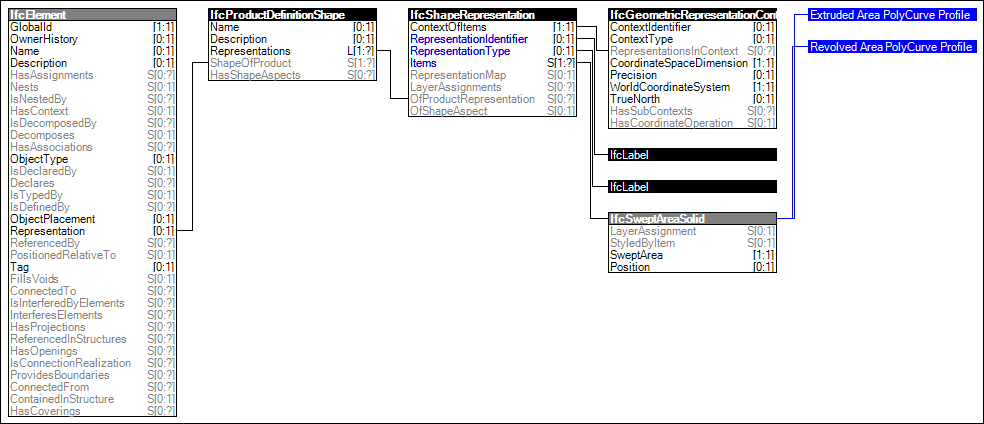 IfcElement
GlobalId [1:1]
OwnerHistory [0:1]
Name [0:1]
Description [0:1]
HasAssignments S[0:?]
Nests S[0:1]
IsNestedBy S[0:?]
HasContext S[0:1]
IsDecomposedBy S[0:?]
Decomposes S[0:1]
HasAssociations S[0:?]
ObjectType [0:1]
IsDeclaredBy S[0:1]
Declares S[0:?]
IsTypedBy S[0:1]
IsDefinedBy S[0:?]
ObjectPlacement [0:1]
Representation [0:1]
ReferencedBy S[0:?]
PositionedRelativeTo S[0:1]
Tag [0:1]
FillsVoids S[0:1]
ConnectedTo S[0:?]
IsInterferedByElements S[0:?]
InterferesElements S[0:?]
HasProjections S[0:?]
ReferencedInStructures S[0:?]
HasOpenings S[0:?]
IsConnectionRealization S[0:?]
ProvidesBoundaries S[0:?]
ConnectedFrom S[0:?]
ContainedInStructure S[0:1]
HasCoverings S[0:?]
IfcProductDefinitionShape
Name [0:1]
Description [0:1]
Representations L[1:?]
ShapeOfProduct S[1:?]
HasShapeAspects S[0:?]
IfcShapeRepresentation
ContextOfItems [1:1]
RepresentationIdentifier [0:1]
RepresentationType [0:1]
Items S[1:?]
RepresentationMap S[0:1]
LayerAssignments S[0:?]
OfProductRepresentation S[0:?]
OfShapeAspect S[0:1]
IfcGeometricRepresentationCont
ContextIdentifier [0:1]
ContextType [0:1]
RepresentationsInContext S[0:?]
CoordinateSpaceDimension [1:1]
Precision [0:1]
WorldCoordinateSystem [1:1]
TrueNorth [0:1]
HasSubContexts S[0:?]
HasCoordinateOperation S[0:1]
IfcLabel
IfcLabel
IfcSweptAreaSolid
LayerAssignment S[0:1]
StyledByItem S[0:1]
SweptArea [1:1]
Position [0:1]
Extruded Area PolyCurve Profile
Revolved Area PolyCurve Profile